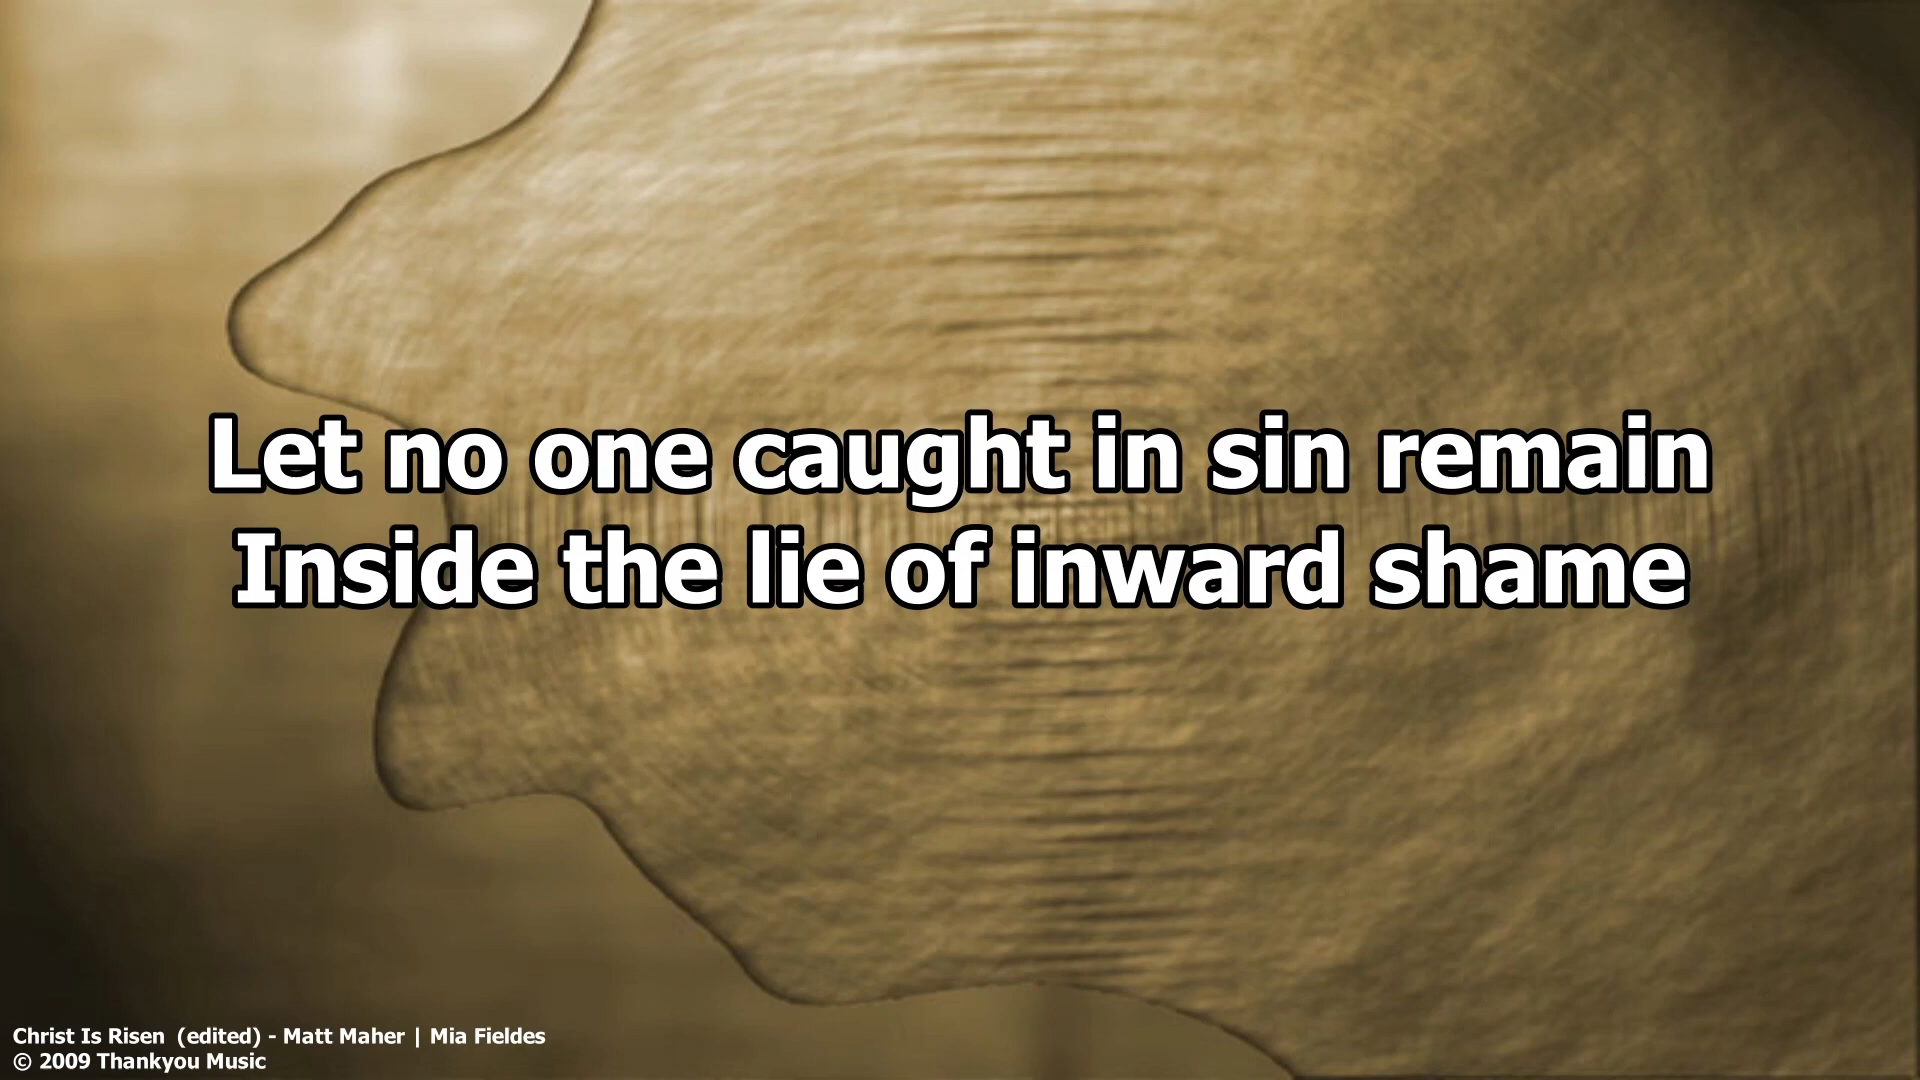 Let no one caught in sin remain
Inside the lie of inward shame
Christ Is Risen  (edited) - Matt Maher | Mia Fieldes
© 2009 Thankyou Music